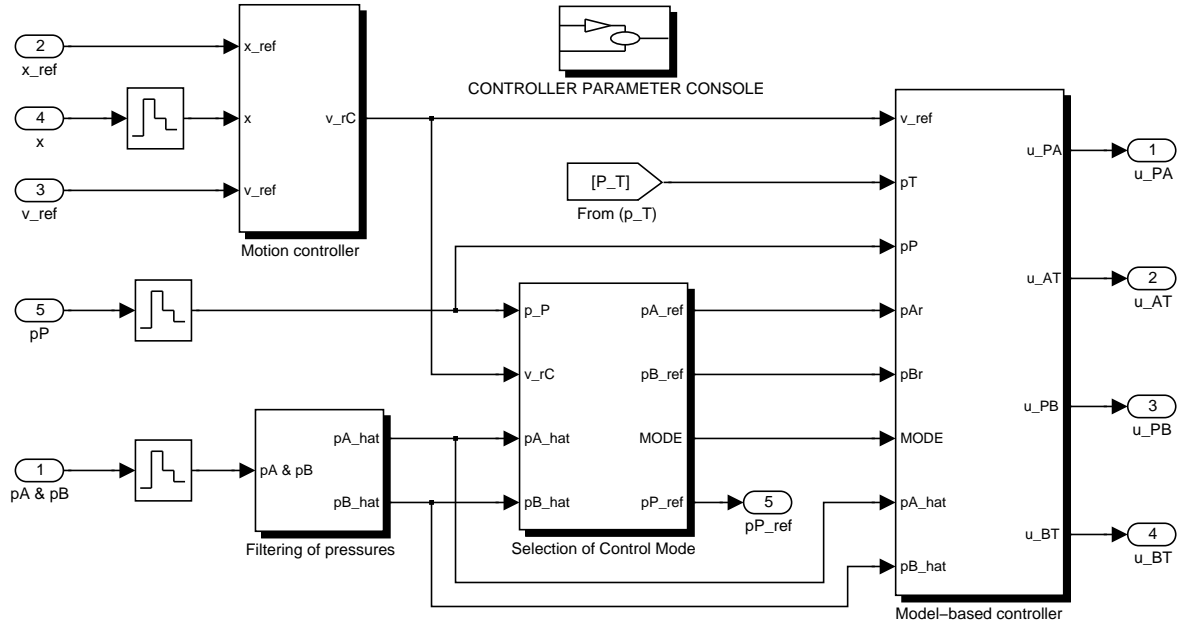 2
x_ref
4
x
3
v_ref
x_ref
x
v_ref
v_rC
Motion controller
CONTROLLER PARAMETER CONSOLE
[P_T]
From (p_T)
5
pP
1
pA & pB
pA & pB
pA_hat
pB_hat
Filtering of pressures
p_P
v_rC
pA_hat
pB_hat
pA_ref
pB_ref
MODE
pP_ref
Selection of Control Mode
5
pP_ref
v_ref
pT
pP
pAr
pBr
MODE
pA_hat
pB_hat
u_PA
u_AT
u_PB
u_BT
Model−based controller
1
u_PA
2
u_AT
3
u_PB
4
u_BT